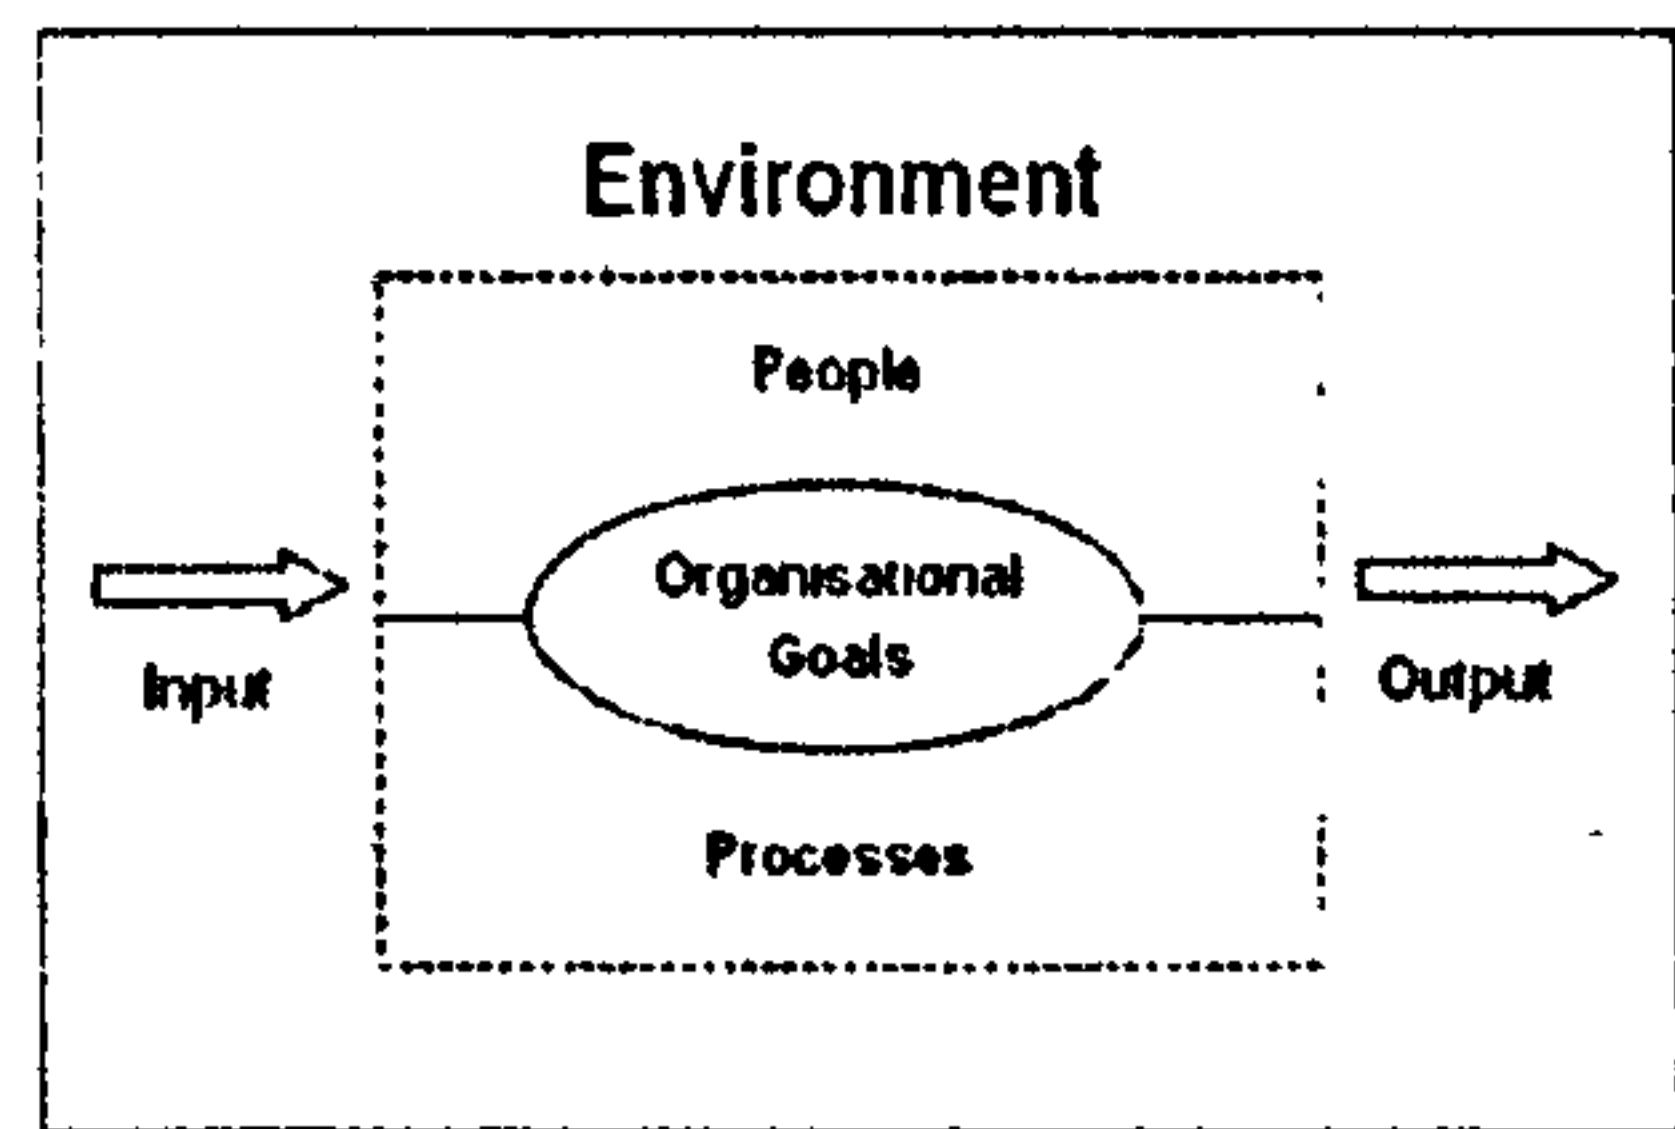 Environment
People
Organisational
Goals
Input
Output
Processes